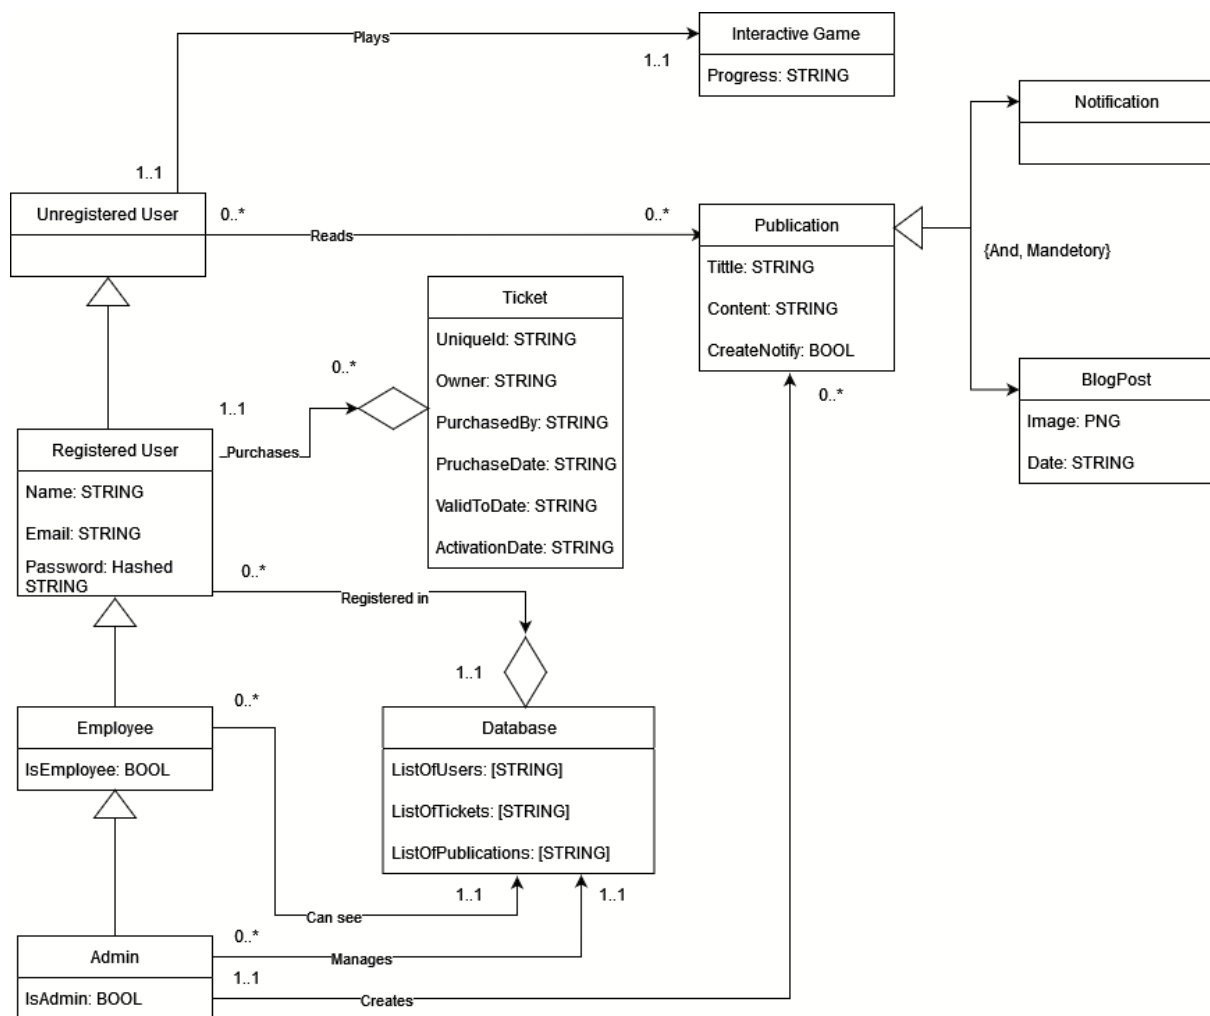 Plays
Interactive Game
1..1
Progress: STRING
Notification
1..1
Unregistered User
0..*
Reads
0..*
Publication
Tittle: STRING
Content: STRING
CreateNotify: BOOL
{And, Mandetory}
0..*
BlogPost
Image: PNG
Date: STRING
Ticket
UniqueId: STRING
Owner: STRING
PurchasedBy: STRING
PruchaseDate: STRING
ValidToDate: STRING
ActivationDate: STRING
0..*
1..1
Purchases
Registered User
Name: STRING
Email: STRING
Password: Hashed
STRING
0..*
Registered in
1..1
Employee
IsEmployee: BOOL
0..*
Database
ListOfUsers: [STRING]
ListOfTickets: [STRING]
ListOfPublications: [STRING]
1..1
1..1
Can see
Admin
IsAdmin: BOOL
0..*
Manages
1..1
Creates